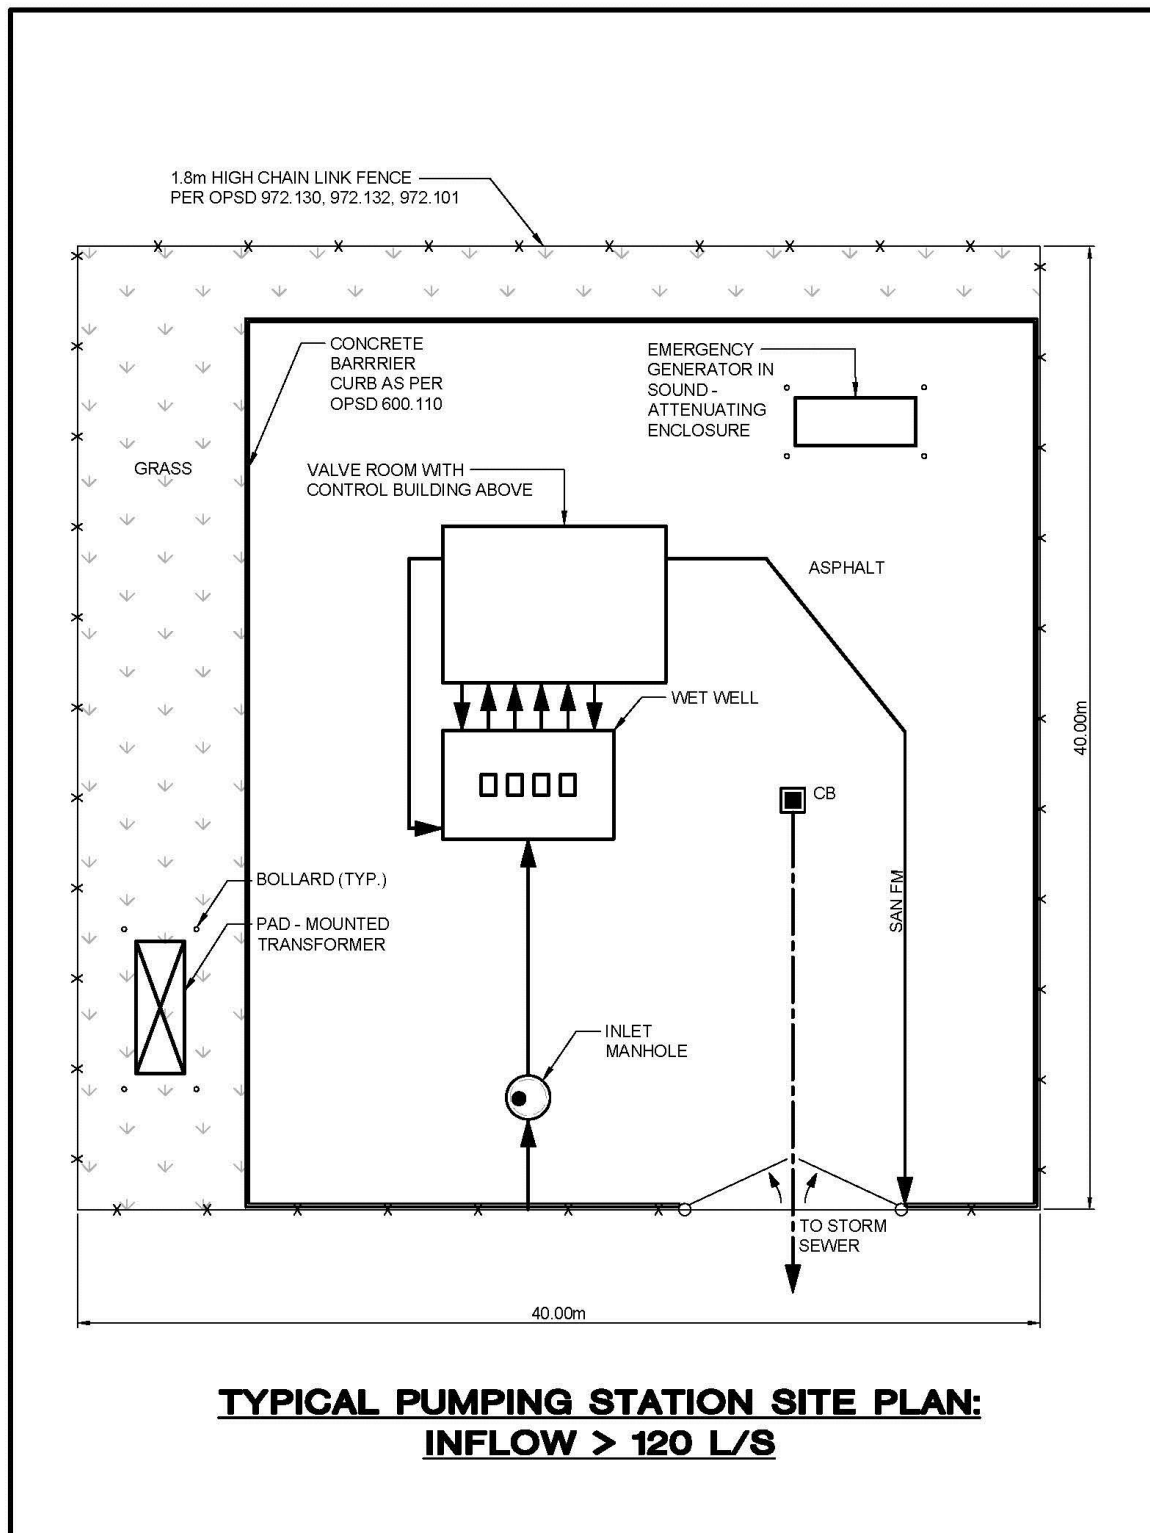 1.8m HIGH CHAIN LINK FENCE
PER OPSD 972.130, 972.132, 972.101
CONCRETE
BARRRIER
CURB AS PER
OPSD 600.110
EMERGENCY
GENERATOR IN
SOUND -
ATTENUATING
ENCLOSURE
GRASS
VALVE ROOM WITH
CONTROL BUILDING ABOVE
ASPHALT
WET WELL
40.00m
CB
BOLLARD (TYP.)
SAN FM
PAD - MOUNTED
TRANSFORMER
INLET
MANHOLE
TO STORM
SEWER
40.00m
TYPICAL PUMPING STATION SITE PLAN:
INFLOW > 120 L/S